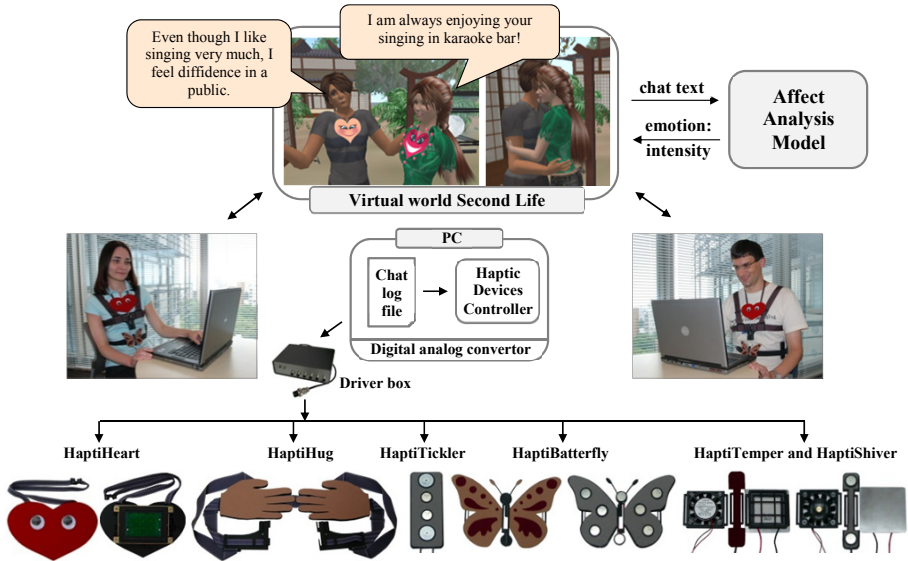 Even though I like
singing very much, I
feel diffidence in a
public.
I am always enjoying your
singing in karaoke bar!
chat text
emotion:
intensity
Affect
Analysis
Model
Virtual world Second Life
PC
Chat
log
file
Haptic
Devices
Controller
Digital analog convertor
Driver box
HaptiHeart
HaptiHug
HaptiTickler
HaptiBatterfly
HaptiTemper and HaptiShiver